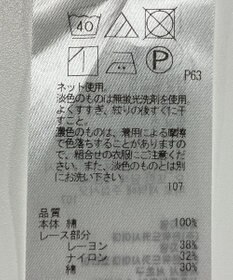 40
P
P63
ネット使用。
淡色のものは無蛍光洗剤を使用。
よくすすぎ、絞りの後すぐに干
すこと。
濃色のものは、着用による摩擦
で色落ちすることがありますの
で、組合せの衣服にご注意下さ
い。また、淡色のものとは別
にお洗い下さい。
107
品質
本体 綿 100%
レース部分
レーヨン 38%
ナイロン 32%
綿 30%